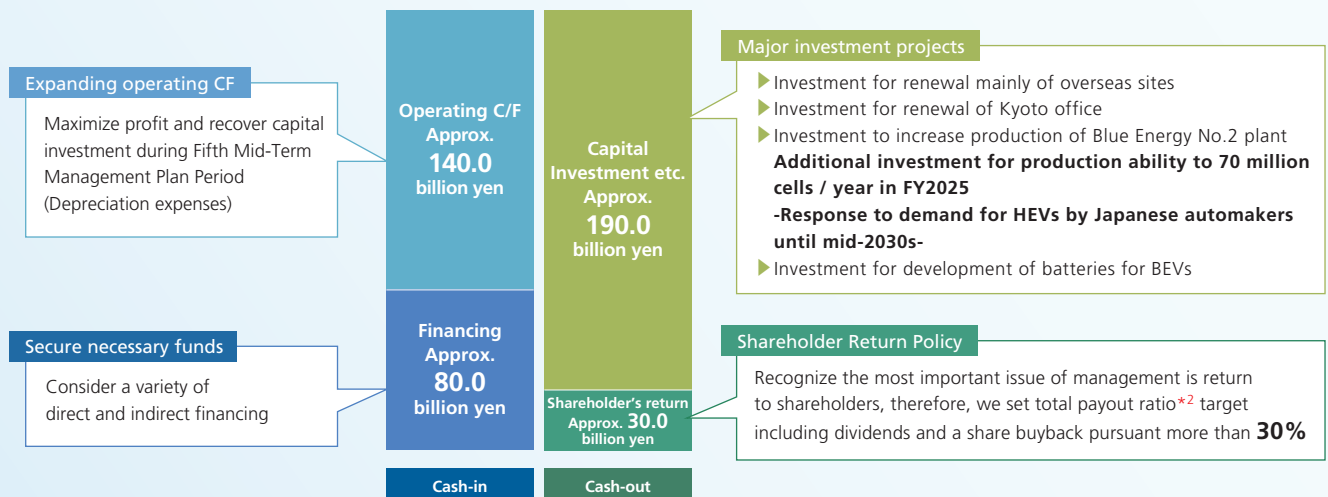 Expanding operating CF
Maximize profit and recover capital
investment during Fifth Mid-Term
Management Plan Period
(Depreciation expenses)
Secure necessary funds
Consider a variety of
direct and indirect financing
Operating C/F
Approx.
140.0
billion yen
Financing
Approx.
80.0
billion yen
Cash-in
Capital
Investment etc.
Approx.
190.0
billion yen
Shareholder's return
Approx. 30.0
billion yen
Cash-out
Major investment projects
▶ Investment for renewal mainly of overseas sites
▶ Investment for renewal of Kyoto office
▶ Investment to increase production of Blue Energy No.2 plant
Additional investment for production ability to 70 million
cells / year in FY2025
-Response to demand for HEVs by Japanese automakers
until mid-2030s-
▶ Investment for development of batteries for BEVs
Shareholder Return Policy
Recognize the most important issue of management is return
to shareholders, therefore, we set total payout ratio*2 target
including dividends and a share buyback pursuant more than 30%